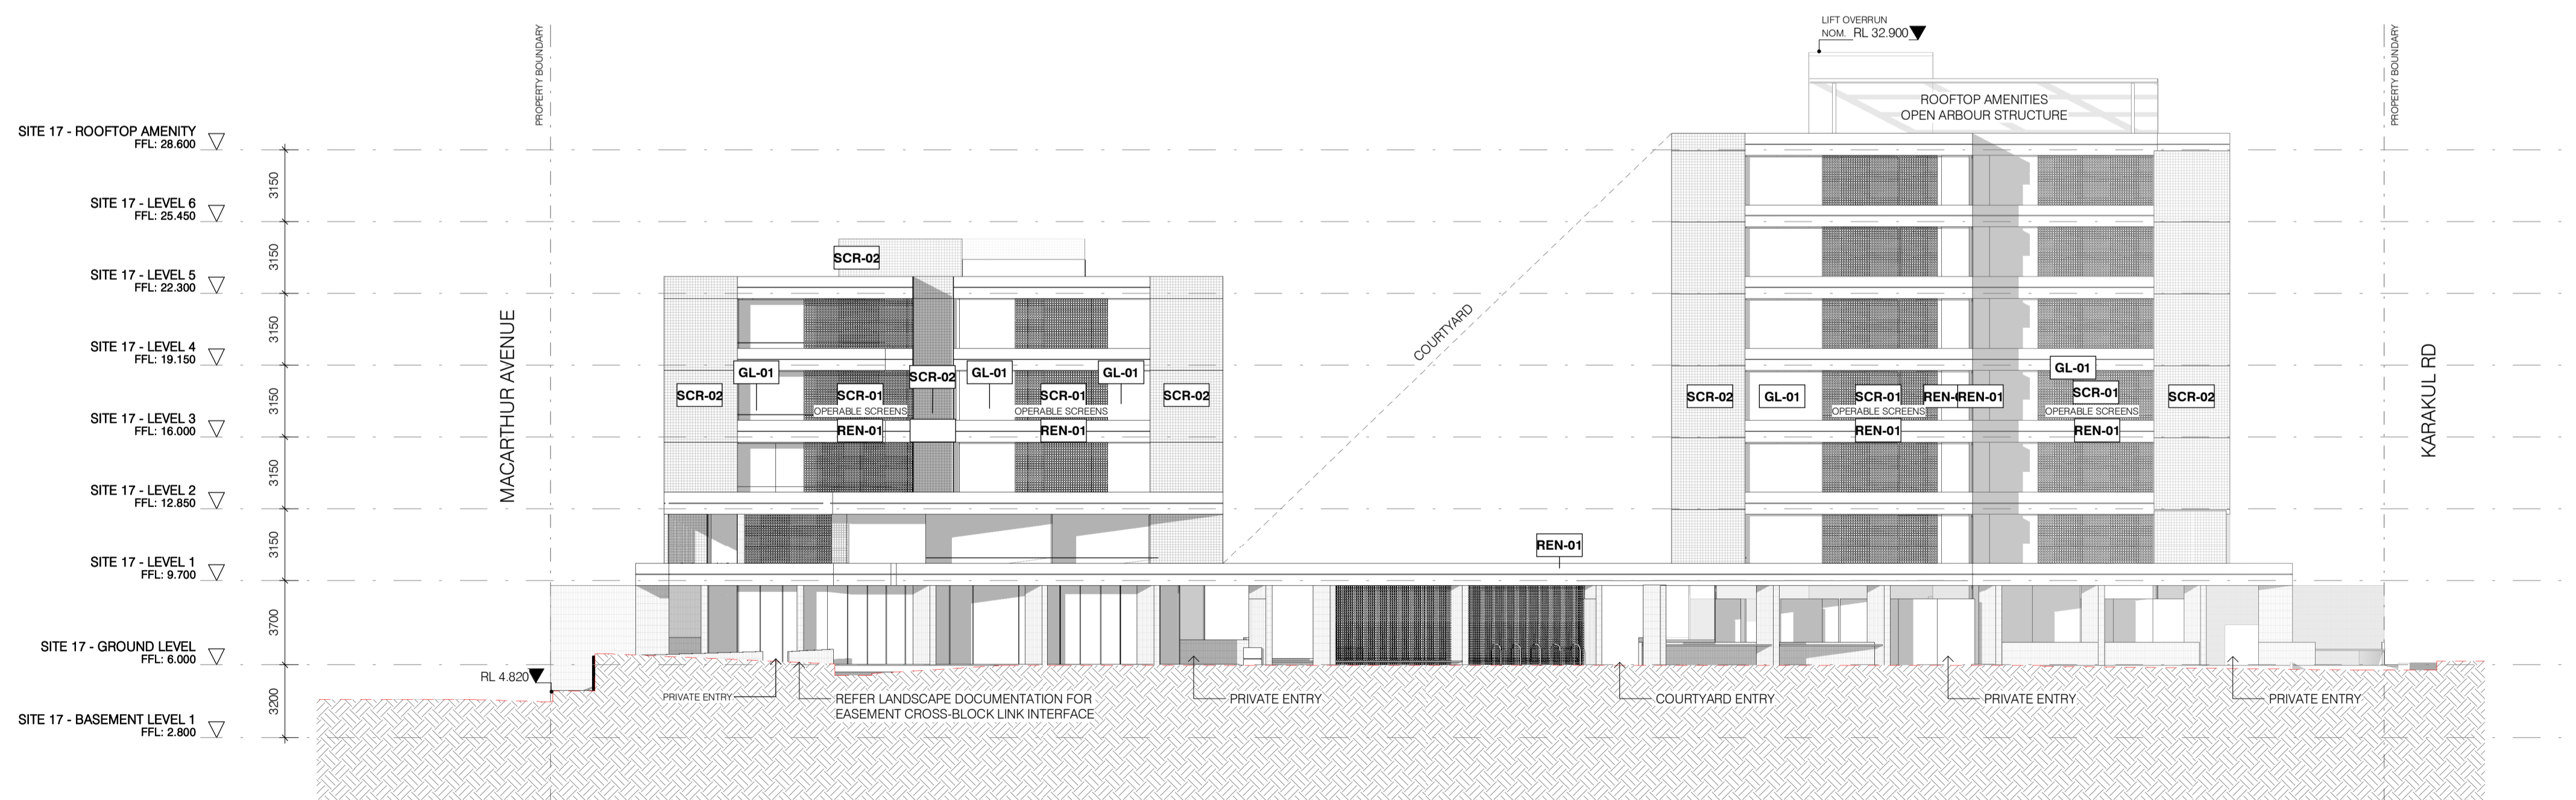 LIFT OVERRUN
NOM. RL 32.900
PROPERTY BOUNDARY
PROPERTY BOUNDARY
ROOFTOP AMENITIES
OPEN ARBOUR STRUCTURE
SITE 17 - ROOFTOP AMENITY
FFL: 28.600
3150
SITE 17 - LEVEL 6
FFL: 25.450
3150
SITE 17 - LEVEL 5
FFL: 22.300
3150
SITE 17 - LEVEL 4
FFL: 19.150
3150
SITE 17 - LEVEL 3
FFL: 16.000
3150
SITE 17 - LEVEL 2
FFL: 12.850
3150
SITE 17 - LEVEL 1
FFL: 9.700
3700
SITE 17 - GROUND LEVEL
FFL: 6.000
3200
SITE 17 - BASEMENT LEVEL 1
FFL: 2.800
MACARTHUR AVENUE
SCR-02
SCR-02
GL-01
SCR-01
OPERABLE SCREENS
REN-01
SCR-02
GL-01
SCR-01
OPERABLE SCREENS
REN-01
GL-01
SCR-02
COURTYARD
REN-01
SCR-02
GL-01
SCR-01
OPERABLE SCREENS
REN-01
REN-0
REN-01
GL-01
SCR-01
OPERABLE SCREENS
REN-01
SCR-02
KARAKUL RD
RL 4.820
PRIVATE ENTRY
REFER LANDSCAPE DOCUMENTATION FOR
EASEMENT CROSS-BLOCK LINK INTERFACE
PRIVATE ENTRY
COURTYARD ENTRY
PRIVATE ENTRY
PRIVATE ENTRY